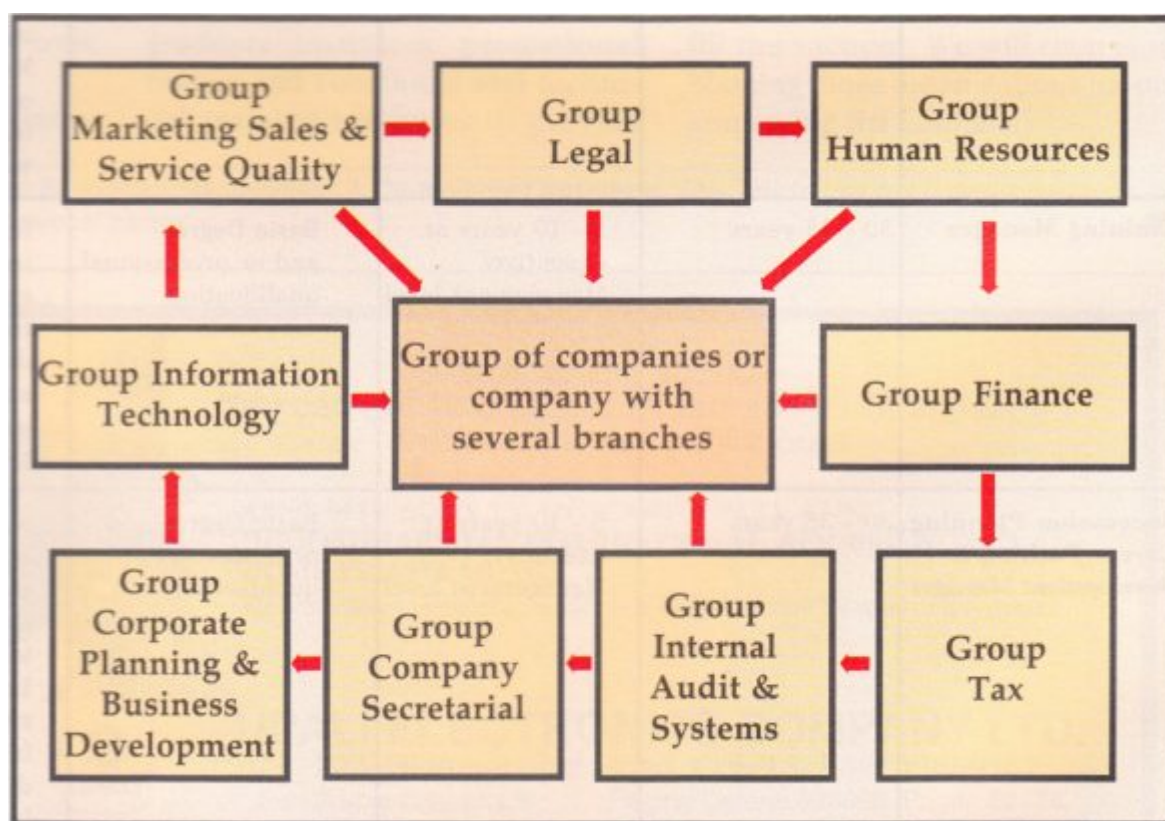 Group
Marketing Sales &
Service Quality
Group
Legal
Group
Human Resources
Group Information
Technology
Group of companies or
company with
several branches
Group Finance
Group
Corporate
Planning &
Business
Development
Group
Company
Secretarial
Group
Internal
Audit &
Systems
Group
Tax